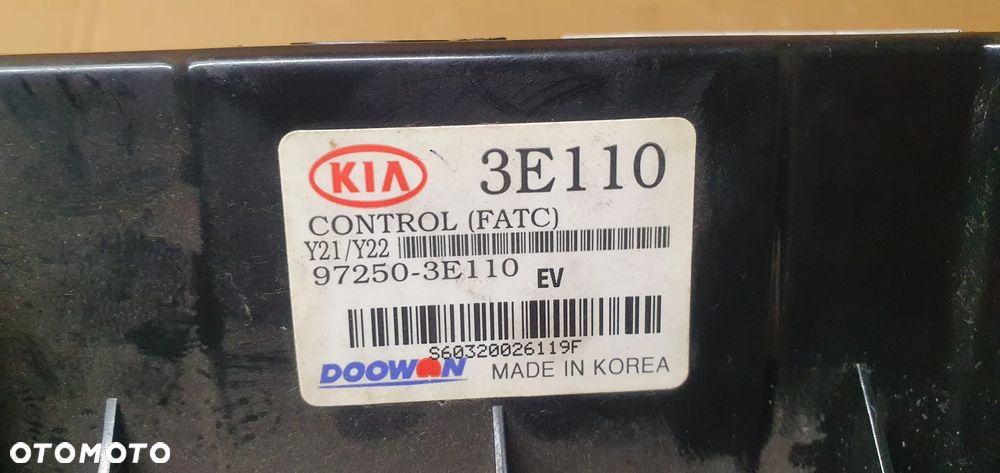 KIA 3E110
CONTROL (FATC)
Y21/Y22
97250-3E110 EV
S60320026119F
DOOWON MADE IN KOREA
OTOMOTO